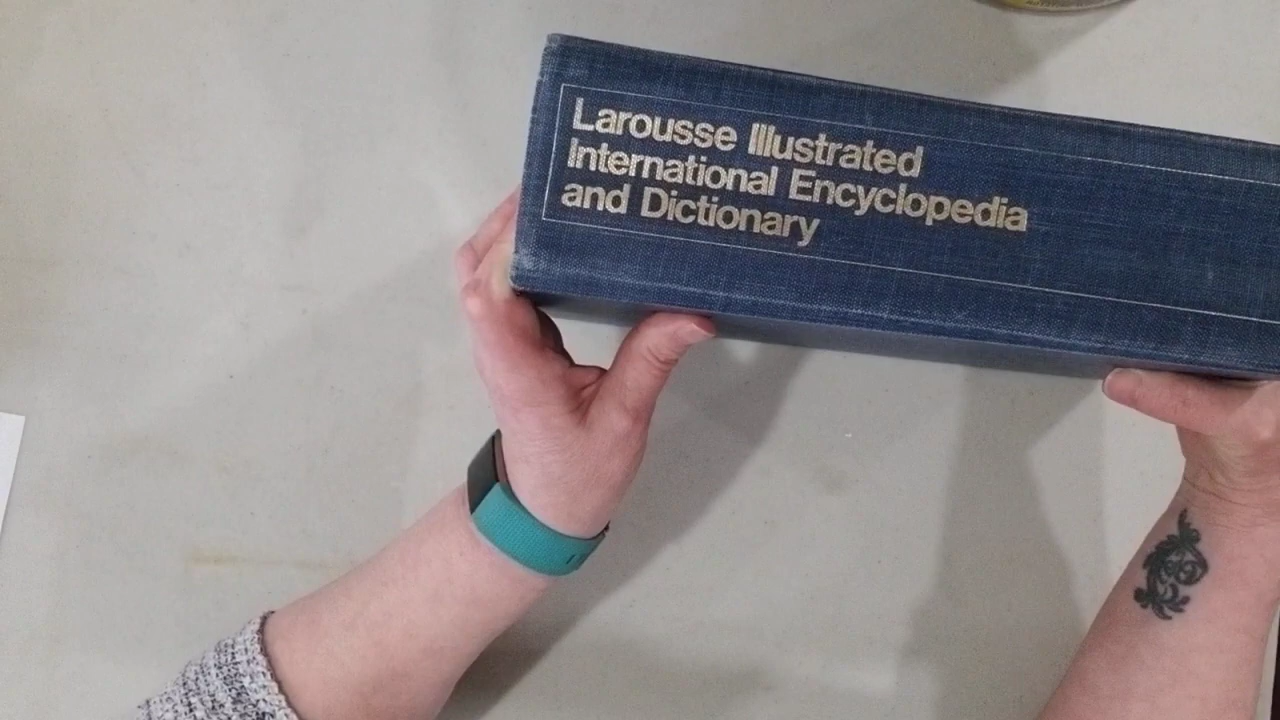 Larousse Illustrated
International Encyclopedia
and Dictionary